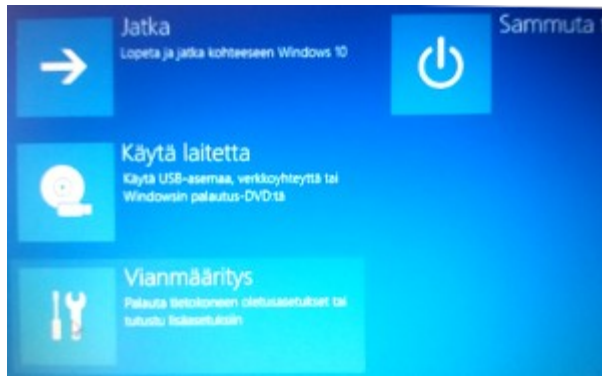 Jatka
Lopeta ja jatka kohteeseen Windows 10
Sammuta
Käytä laitetta
Käytä USB-asemaa, verkkoyhteyttä tai
Windowsin palautus-DVD:tä
Vianmääritys
Palauta tietokoneen oletusasetukset tai
tutustu lisäasetuksiin